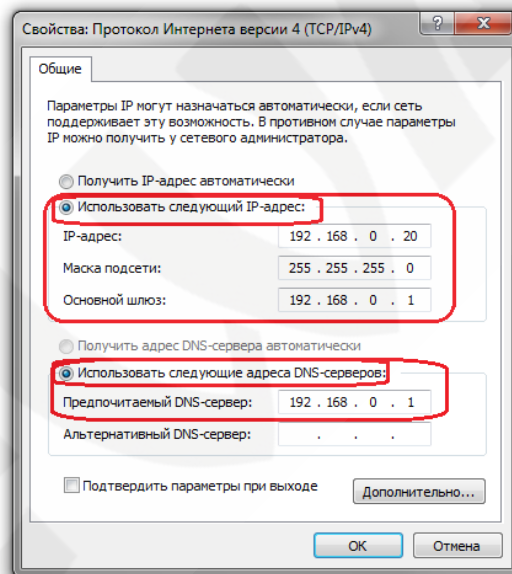 Свойства: Протокол Интернета версии 4 (TCP/IPv4)
Общие
Параметры IP могут назначаться автоматически, если сеть
поддерживает эту возможность. В противном случае параметры
IP можно получить у сетевого администратора.
Получить IP-адрес автоматически
Использовать следующий IP-адрес:
IP-адрес: 192 . 168 . 0 . 20
Маска подсети: 255 . 255 . 255 . 0
Основной шлюз: 192 . 168 . 0 . 1
Получить адрес DNS-сервера автоматически
Использовать следующие адреса DNS-серверов:
Предпочитаемый DNS-сервер: 192 . 168 . 0 . 1
Альтернативный DNS-сервер: . . .
Подтвердить параметры при выходе
Дополнительно...
OK Отмена